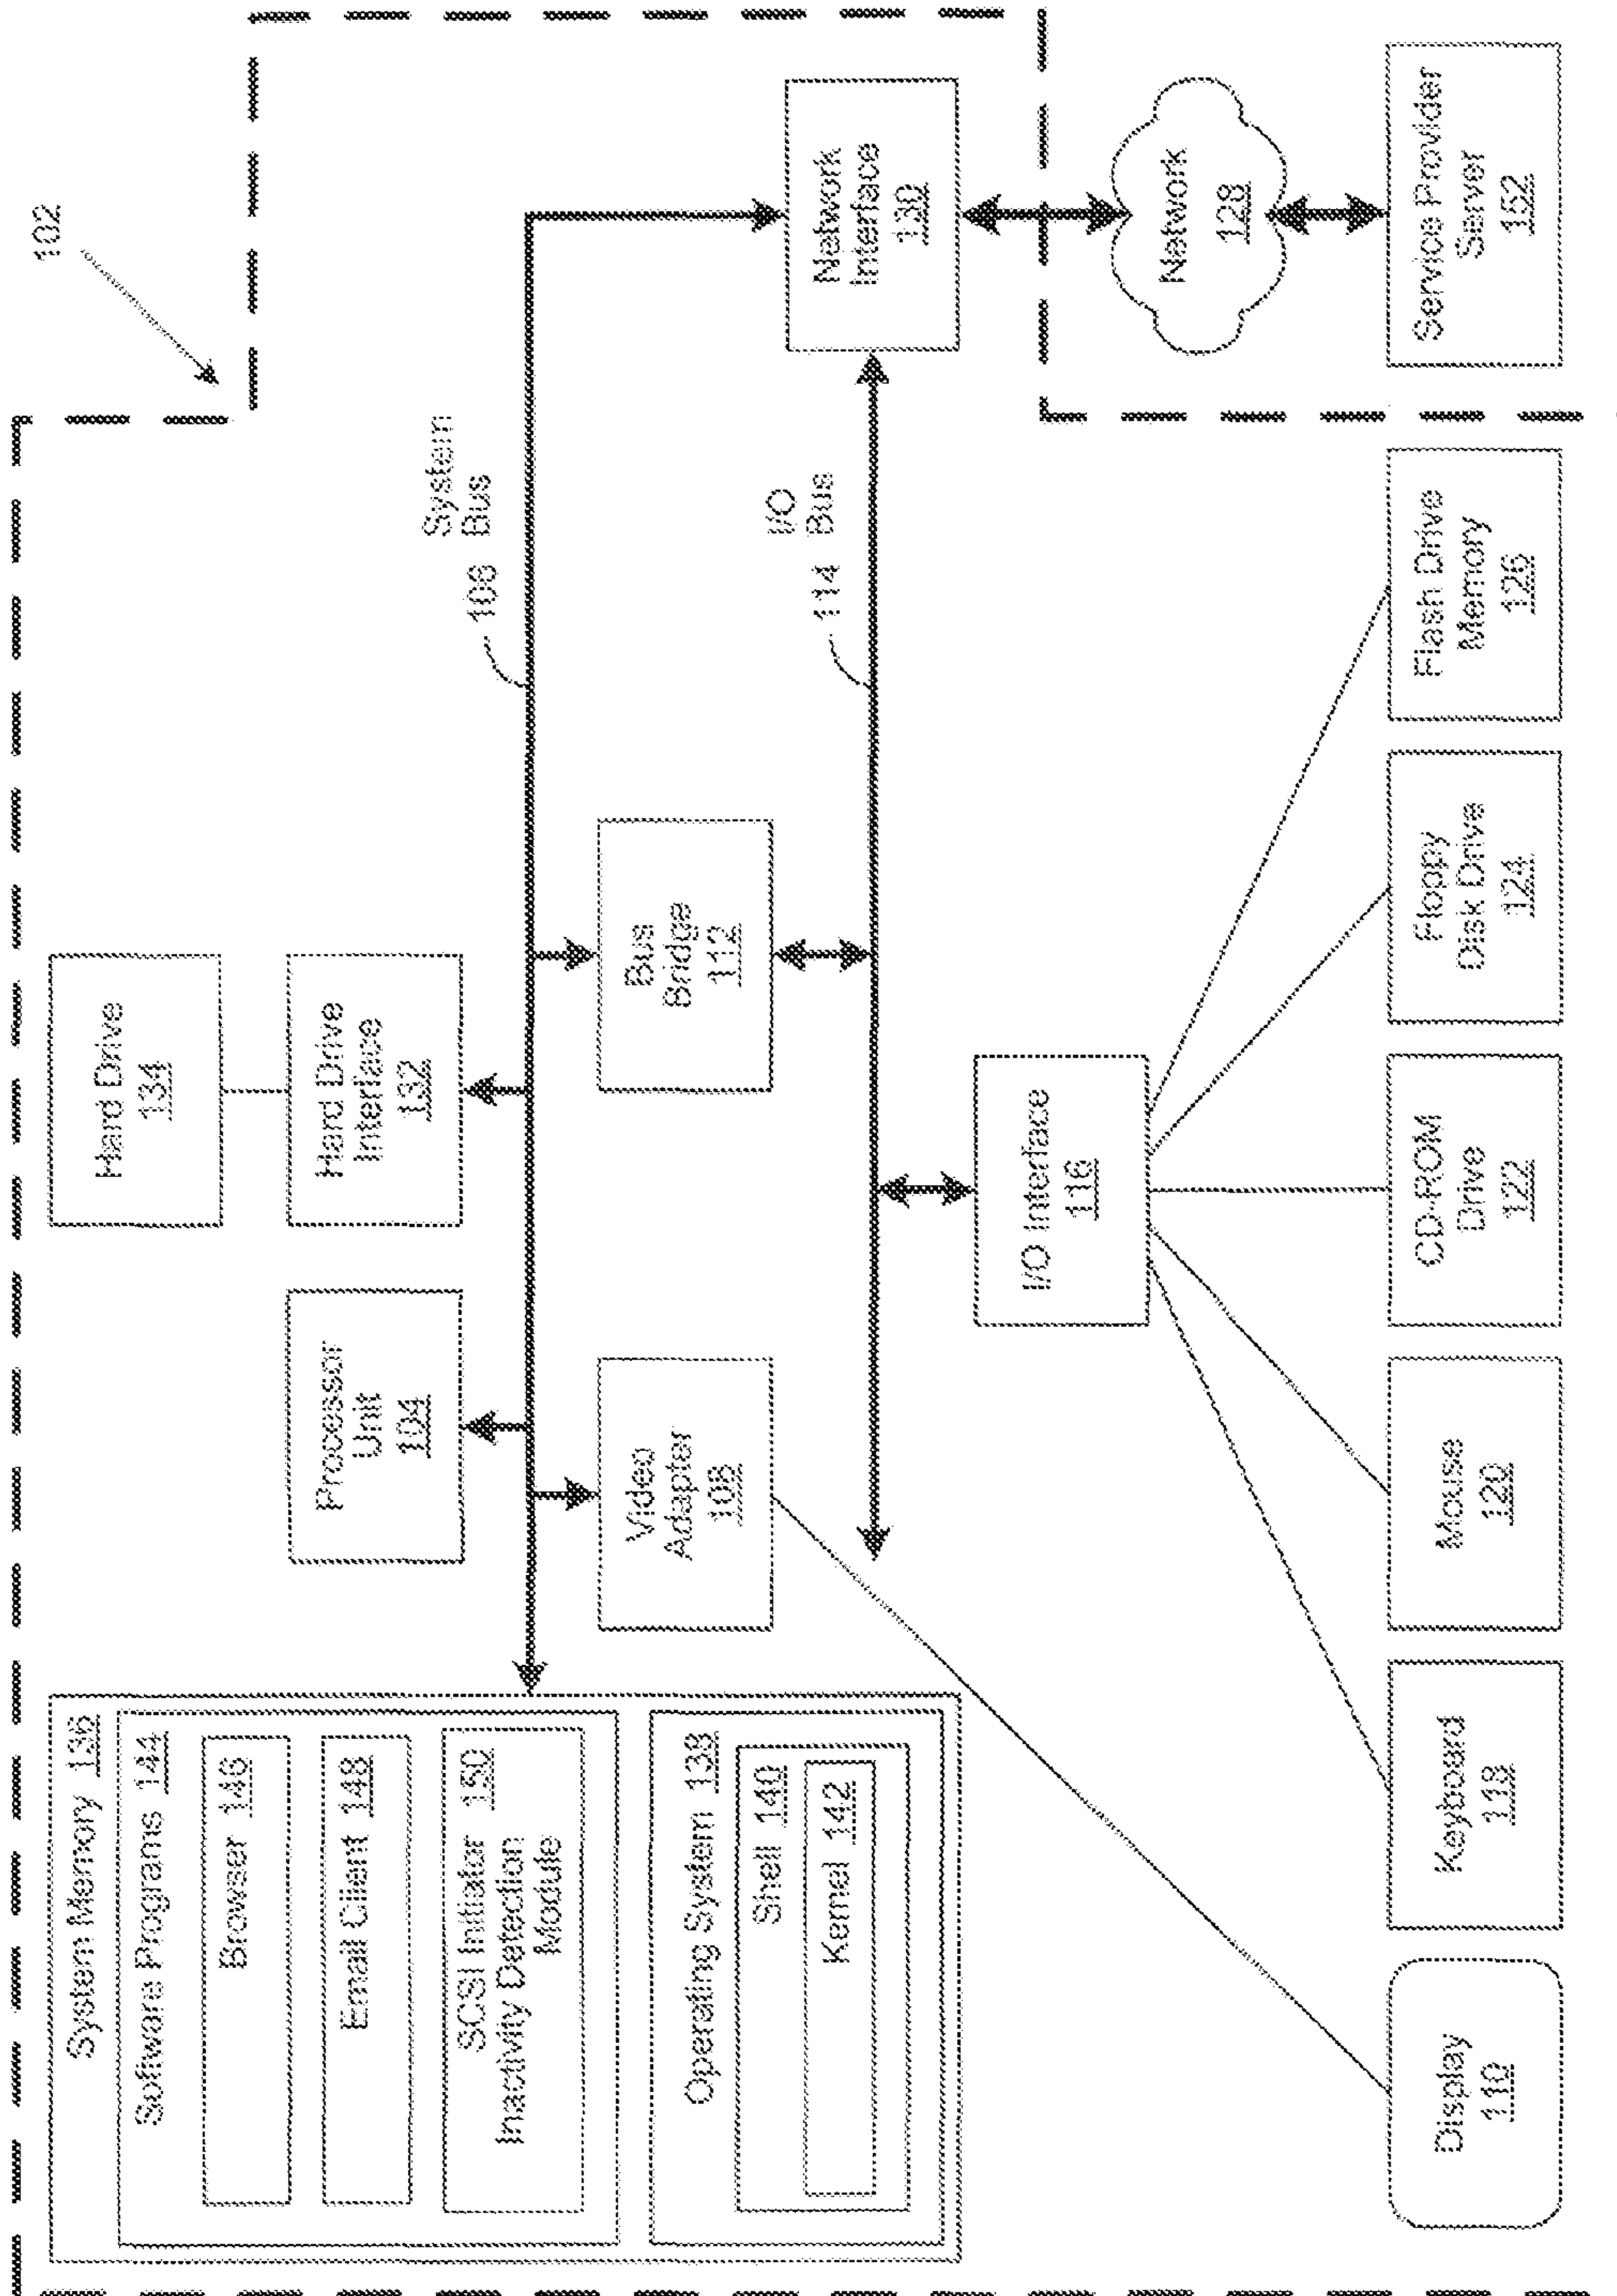 102
System Memory 136
Software Programs 144
Browser 146
Email Client 148
SCSI Initiator 150
Inactivity Detection
Module
Operating System 138
Shell 140
Kernel 142
Processor
Unit
104
Hard Drive
134
Hard Drive
Interface
132
System
106 Bus
Video
Adapter
108
Bus
Bridge
112
I/O
114 Bus
Network
Interface
130
I/O Interface
116
Network
128
Display
110
Keyboard
118
Mouse
120
CD-ROM
Drive
122
Floppy
Disk Drive
124
Flash Drive
Memory
126
Service Provider
Server
152